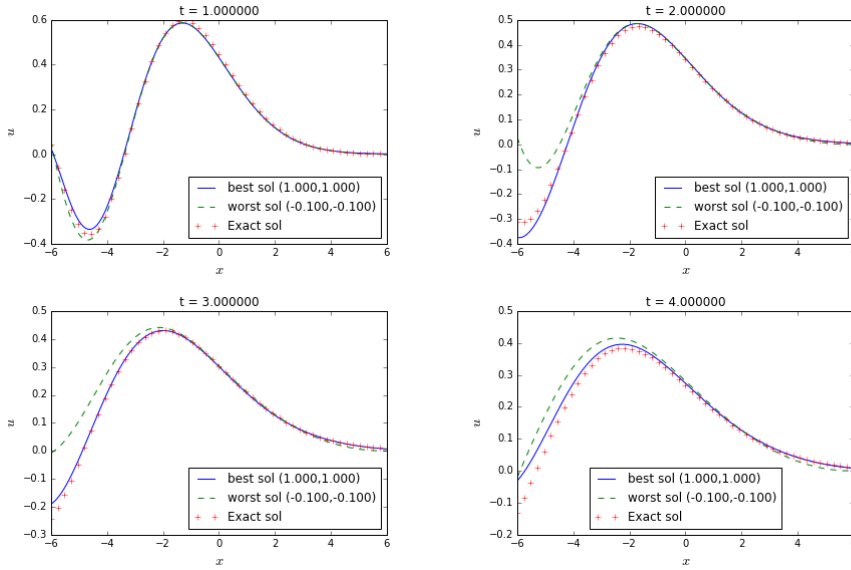 t = 1.000000
0.6
0.4
0.2
0.0
−0.2
−0.4
u
best sol (1.000,1.000)
worst sol (-0.100,-0.100)
Exact sol
−6 −4 −2 0 2 4 6
x
t = 2.000000
0.5
0.4
0.3
0.2
0.1
0.0
−0.1
−0.2
−0.3
−0.4
u
best sol (1.000,1.000)
worst sol (-0.100,-0.100)
Exact sol
−6 −4 −2 0 2 4
x
t = 3.000000
0.5
0.4
0.3
0.2
0.1
0.0
−0.1
−0.2
−0.3
u
best sol (1.000,1.000)
worst sol (-0.100,-0.100)
Exact sol
−6 −4 −2 0 2 4 6
x
t = 4.000000
0.5
0.4
0.3
0.2
0.1
0.0
−0.1
−0.2
u
best sol (1.000,1.000)
worst sol (-0.100,-0.100)
Exact sol
−6 −4 −2 0 2 4
x